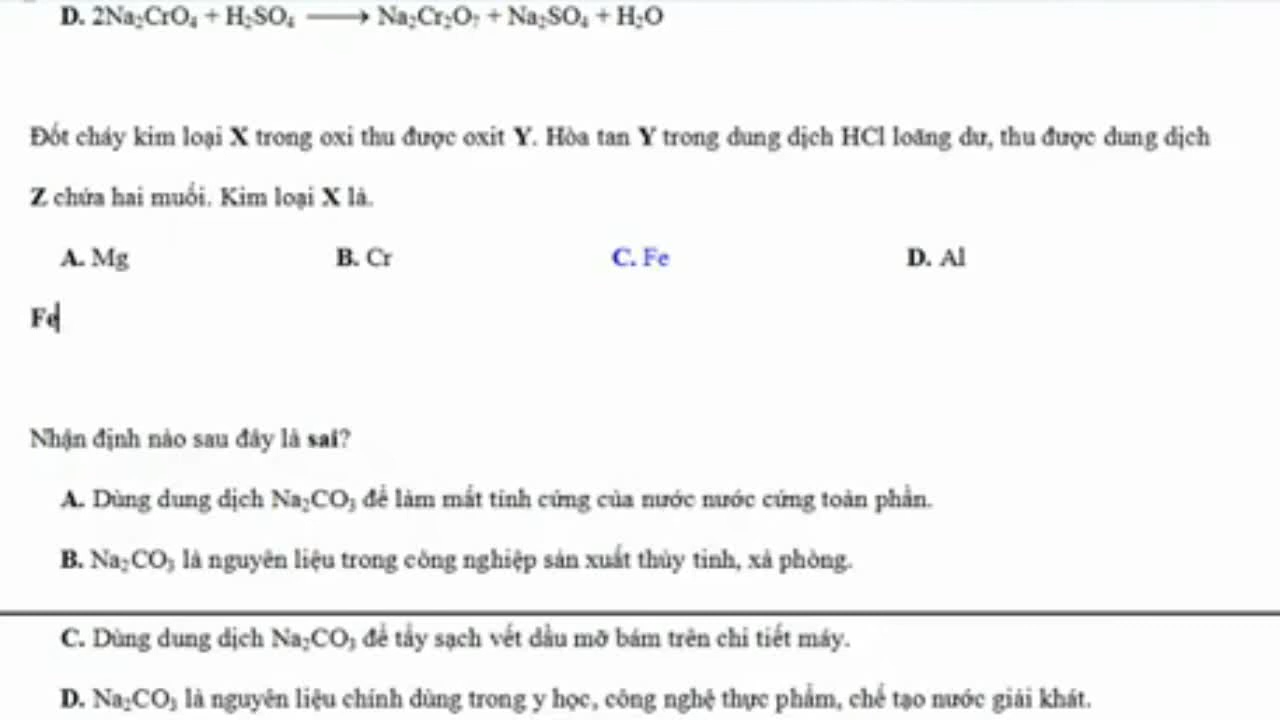 D. 2Na₂CrO₄ + H₂SO₄ ⟶ Na₂Cr₂O₇ + Na₂SO₄ + H₂O
Đốt cháy kim loại X trong oxi thu được oxit Y. Hòa tan Y trong dung dịch HCl loãng dư, thu được dung dịch
Z chứa hai muối. Kim loại X là.
A. Mg B. Cr C. Fe D. Al
Fe
Nhận định nào sau đây là sai?
A. Dùng dung dịch Na₂CO₃ để làm mất tính cứng của nước nước cứng toàn phần.
B. Na₂CO₃ là nguyên liệu trong công nghiệp sản xuất thủy tinh, xà phòng.
C. Dùng dung dịch Na₂CO₃ để tẩy sạch vết dầu mỡ bám trên chi tiết máy.
D. Na₂CO₃ là nguyên liệu chính dùng trong y học, công nghệ thực phẩm, chế tạo nước giải khát.